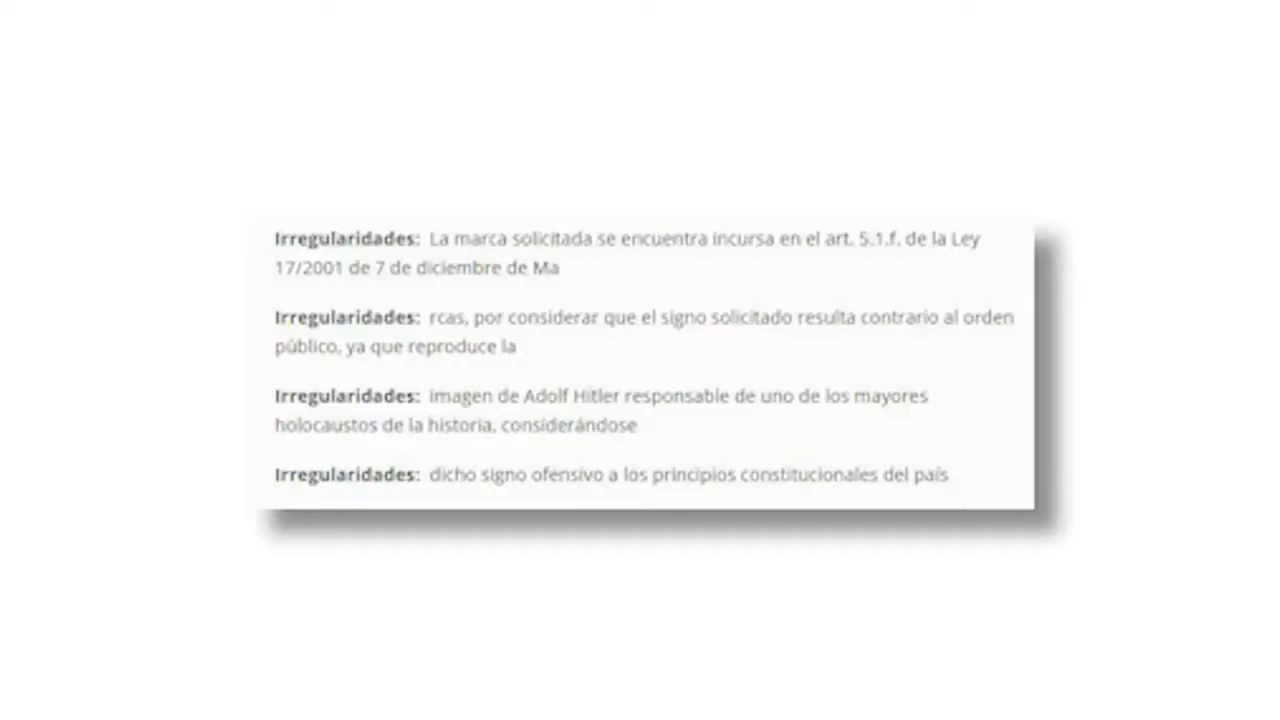 Irregularidades: La marca solicitada se encuentra incursa en el art. 5.1.f. de la Ley
17/2001 de 7 de diciembre de Ma
Irregularidades: rcas, por considerar que el signo solicitado resulta contrario al orden
público, ya que reproduce la
Irregularidades: imagen de Adolf Hitler responsable de uno de los mayores
holocaustos de la historia, considerándose
Irregularidades: dicho signo ofensivo a los principios constitucionales del país